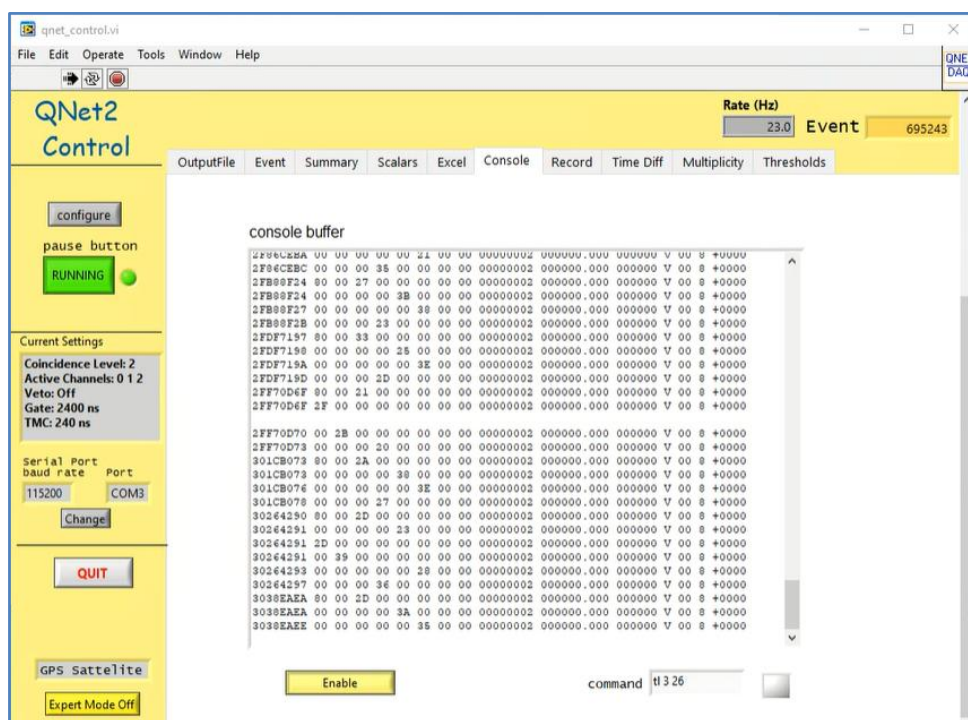 qnet_control.vi
File Edit Operate Tools Window Help
QNE
DAQ
QNet2
Control
Rate (Hz)
23.0 Event 695243
OutputFile Event Summary Scalars Excel Console Record Time Diff Multiplicity Thresholds
configure
pause button
RUNNING
Current Settings
Coincidence Level: 2
Active Channels: 0 1 2
Veto: Off
Gate: 2400 ns
TMC: 240 ns
Serial Port
baud rate Port
115200 COM3
Change
QUIT
GPS Sattelite
Expert Mode Off
console buffer
2F86CEBA 00 00 00 00 00 21 00 00 00000002 000000.000 000000 V 00 8 +0000
2F86CEBC 00 00 00 35 00 00 00 00 00000002 000000.000 000000 V 00 8 +0000
2FB88F24 80 00 27 00 00 00 00 00 00000002 000000.000 000000 V 00 8 +0000
2FB88F24 00 00 00 00 3B 00 00 00 00000002 000000.000 000000 V 00 8 +0000
2FB88F27 00 00 00 00 00 38 00 00 00000002 000000.000 000000 V 00 8 +0000
2FB88F2B 00 00 00 23 00 00 00 00 00000002 000000.000 000000 V 00 8 +0000
2FDF7197 80 00 33 00 00 00 00 00 00000002 000000.000 000000 V 00 8 +0000
2FDF7198 00 00 00 00 25 00 00 00 00000002 000000.000 000000 V 00 8 +0000
2FDF719A 00 00 00 00 00 3E 00 00 00000002 000000.000 000000 V 00 8 +0000
2FDF719D 00 00 00 2D 00 00 00 00 00000002 000000.000 000000 V 00 8 +0000
2FF70D6F 80 00 21 00 00 00 00 00 00000002 000000.000 000000 V 00 8 +0000
2FF70D6F 2F 00 00 00 00 00 00 00 00000002 000000.000 000000 V 00 8 +0000
2FF70D70 00 2B 00 00 00 00 00 00 00000002 000000.000 000000 V 00 8 +0000
2FF70D73 00 00 00 20 00 00 00 00 00000002 000000.000 000000 V 00 8 +0000
301CB073 80 00 2A 00 00 00 00 00 00000002 000000.000 000000 V 00 8 +0000
301CB073 00 00 00 00 38 00 00 00 00000002 000000.000 000000 V 00 8 +0000
301CB076 00 00 00 00 00 3E 00 00 00000002 000000.000 000000 V 00 8 +0000
301CB078 00 00 00 27 00 00 00 00 00000002 000000.000 000000 V 00 8 +0000
30264290 80 00 2D 00 00 00 00 00 00000002 000000.000 000000 V 00 8 +0000
30264291 00 00 00 00 23 00 00 00 00000002 000000.000 000000 V 00 8 +0000
30264291 2D 00 00 00 00 00 00 00 00000002 000000.000 000000 V 00 8 +0000
30264291 00 39 00 00 00 00 00 00 00000002 000000.000 000000 V 00 8 +0000
30264293 00 00 00 00 00 28 00 00 00000002 000000.000 000000 V 00 8 +0000
30264297 00 00 00 36 00 00 00 00 00000002 000000.000 000000 V 00 8 +0000
3038EAEA 80 00 2D 00 00 00 00 00 00000002 000000.000 000000 V 00 8 +0000
3038EAEA 00 00 00 00 3A 00 00 00 00000002 000000.000 000000 V 00 8 +0000
3038EAEE 00 00 00 00 00 35 00 00 00000002 000000.000 000000 V 00 8 +0000
Enable
command tl 3 26